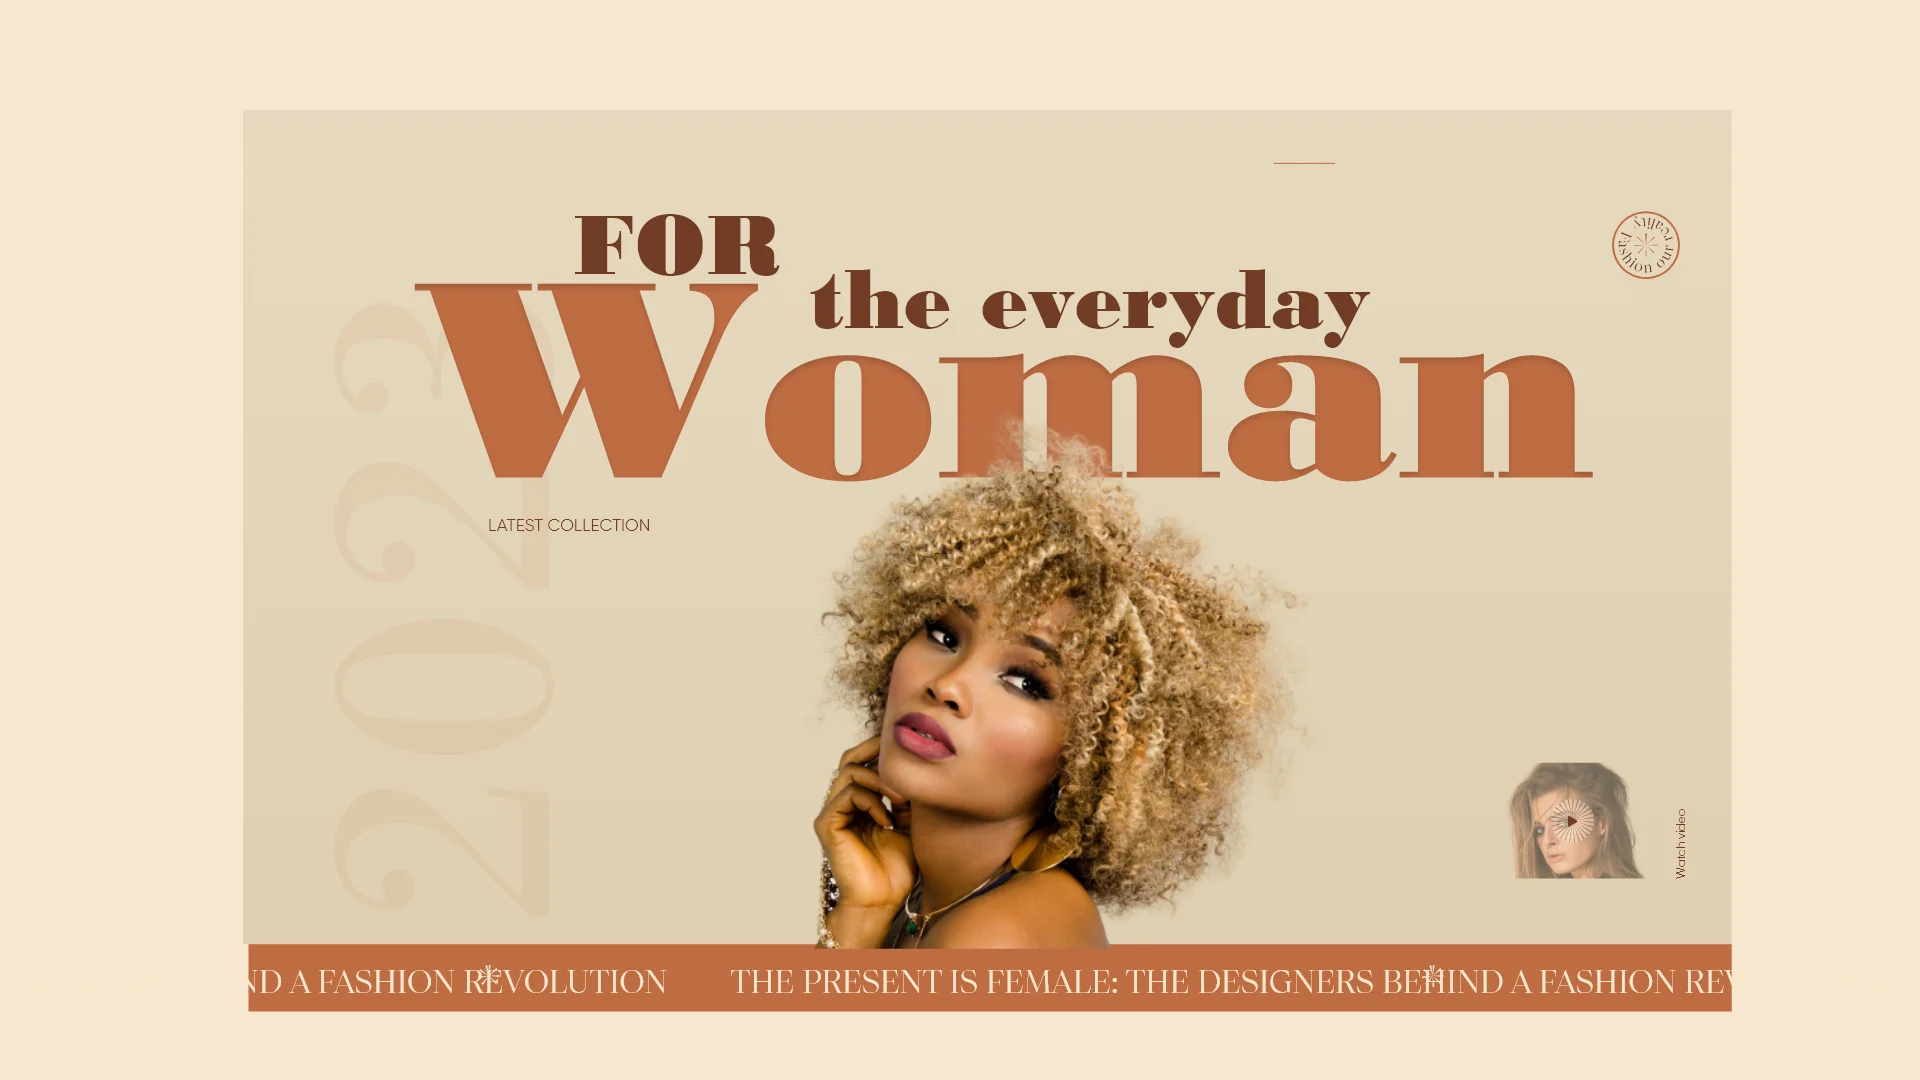 FOR
the everyday
Woman
Fashion our reality
2023
LATEST COLLECTION
Watch video
ND A FASHION REVOLUTION THE PRESENT IS FEMALE: THE DESIGNERS BEHIND A FASHION REV